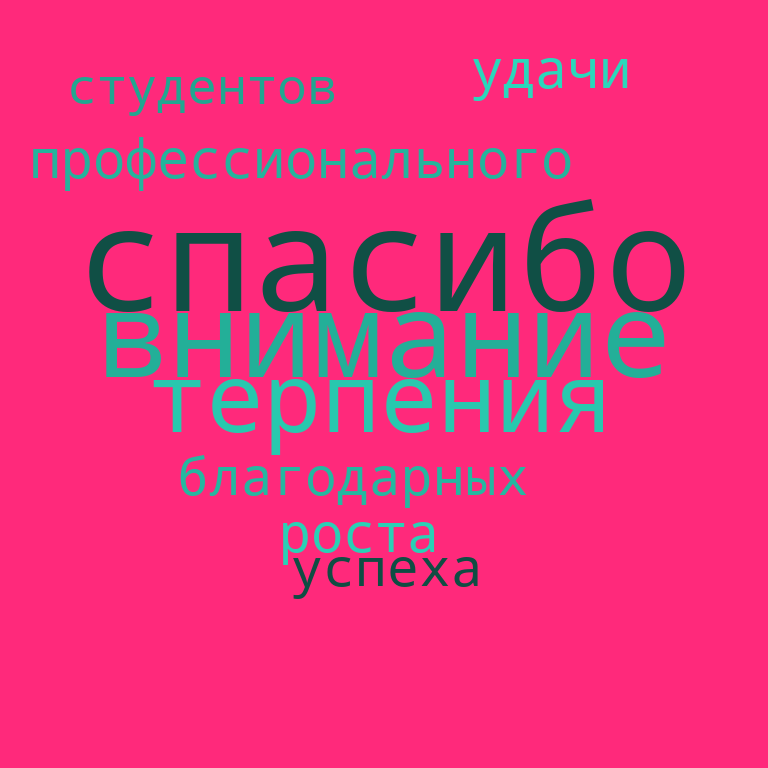 удачи
студентов
профессионального
спасибо
внимание
терпения
благодарных
роста
успеха